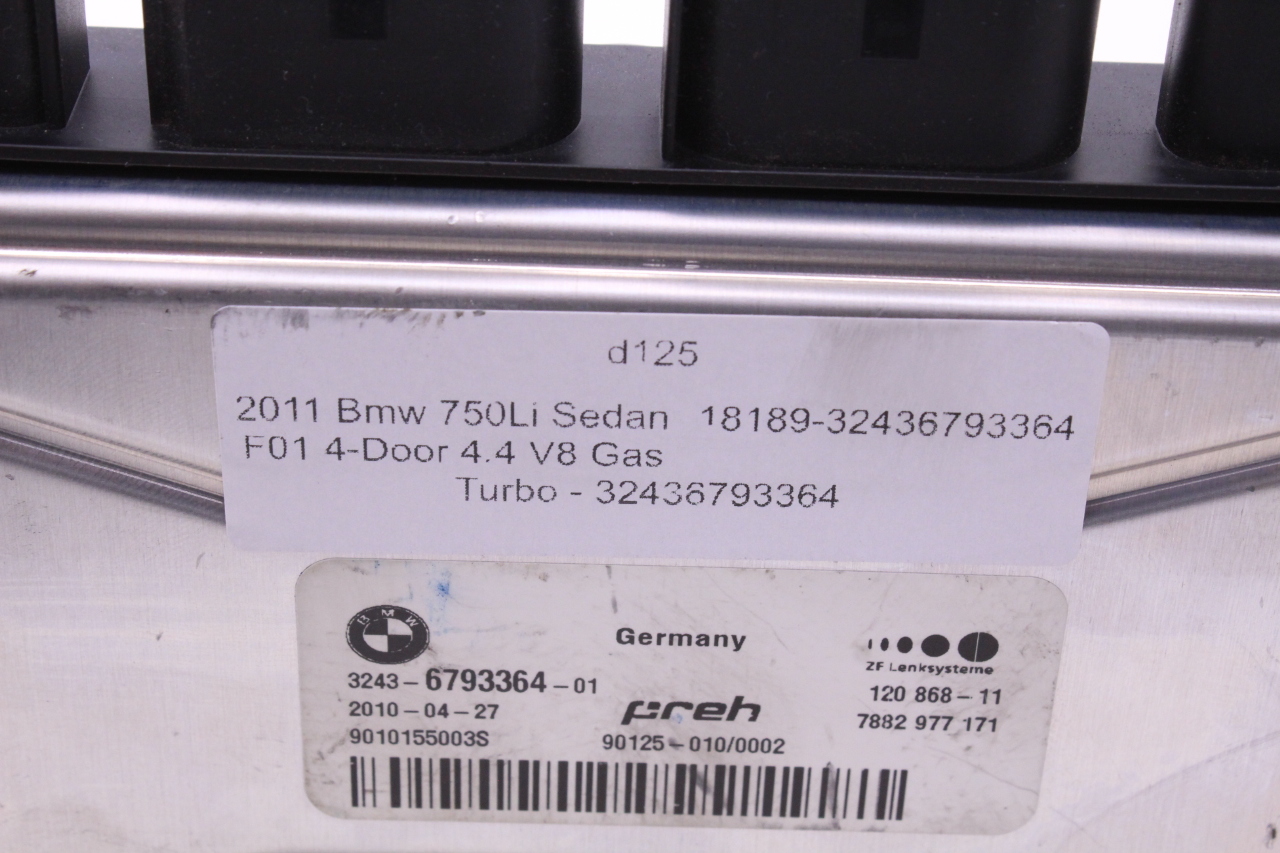 d125
2011 Bmw 750Li Sedan 18189-32436793364
F01 4-Door 4.4 V8 Gas
Turbo - 32436793364
BMW
Germany
ZF Lenksysteme
3243-6793364-01
120 868-11
2010-04-27
preh
7882 977 171
9010155003S
90125-010/0002